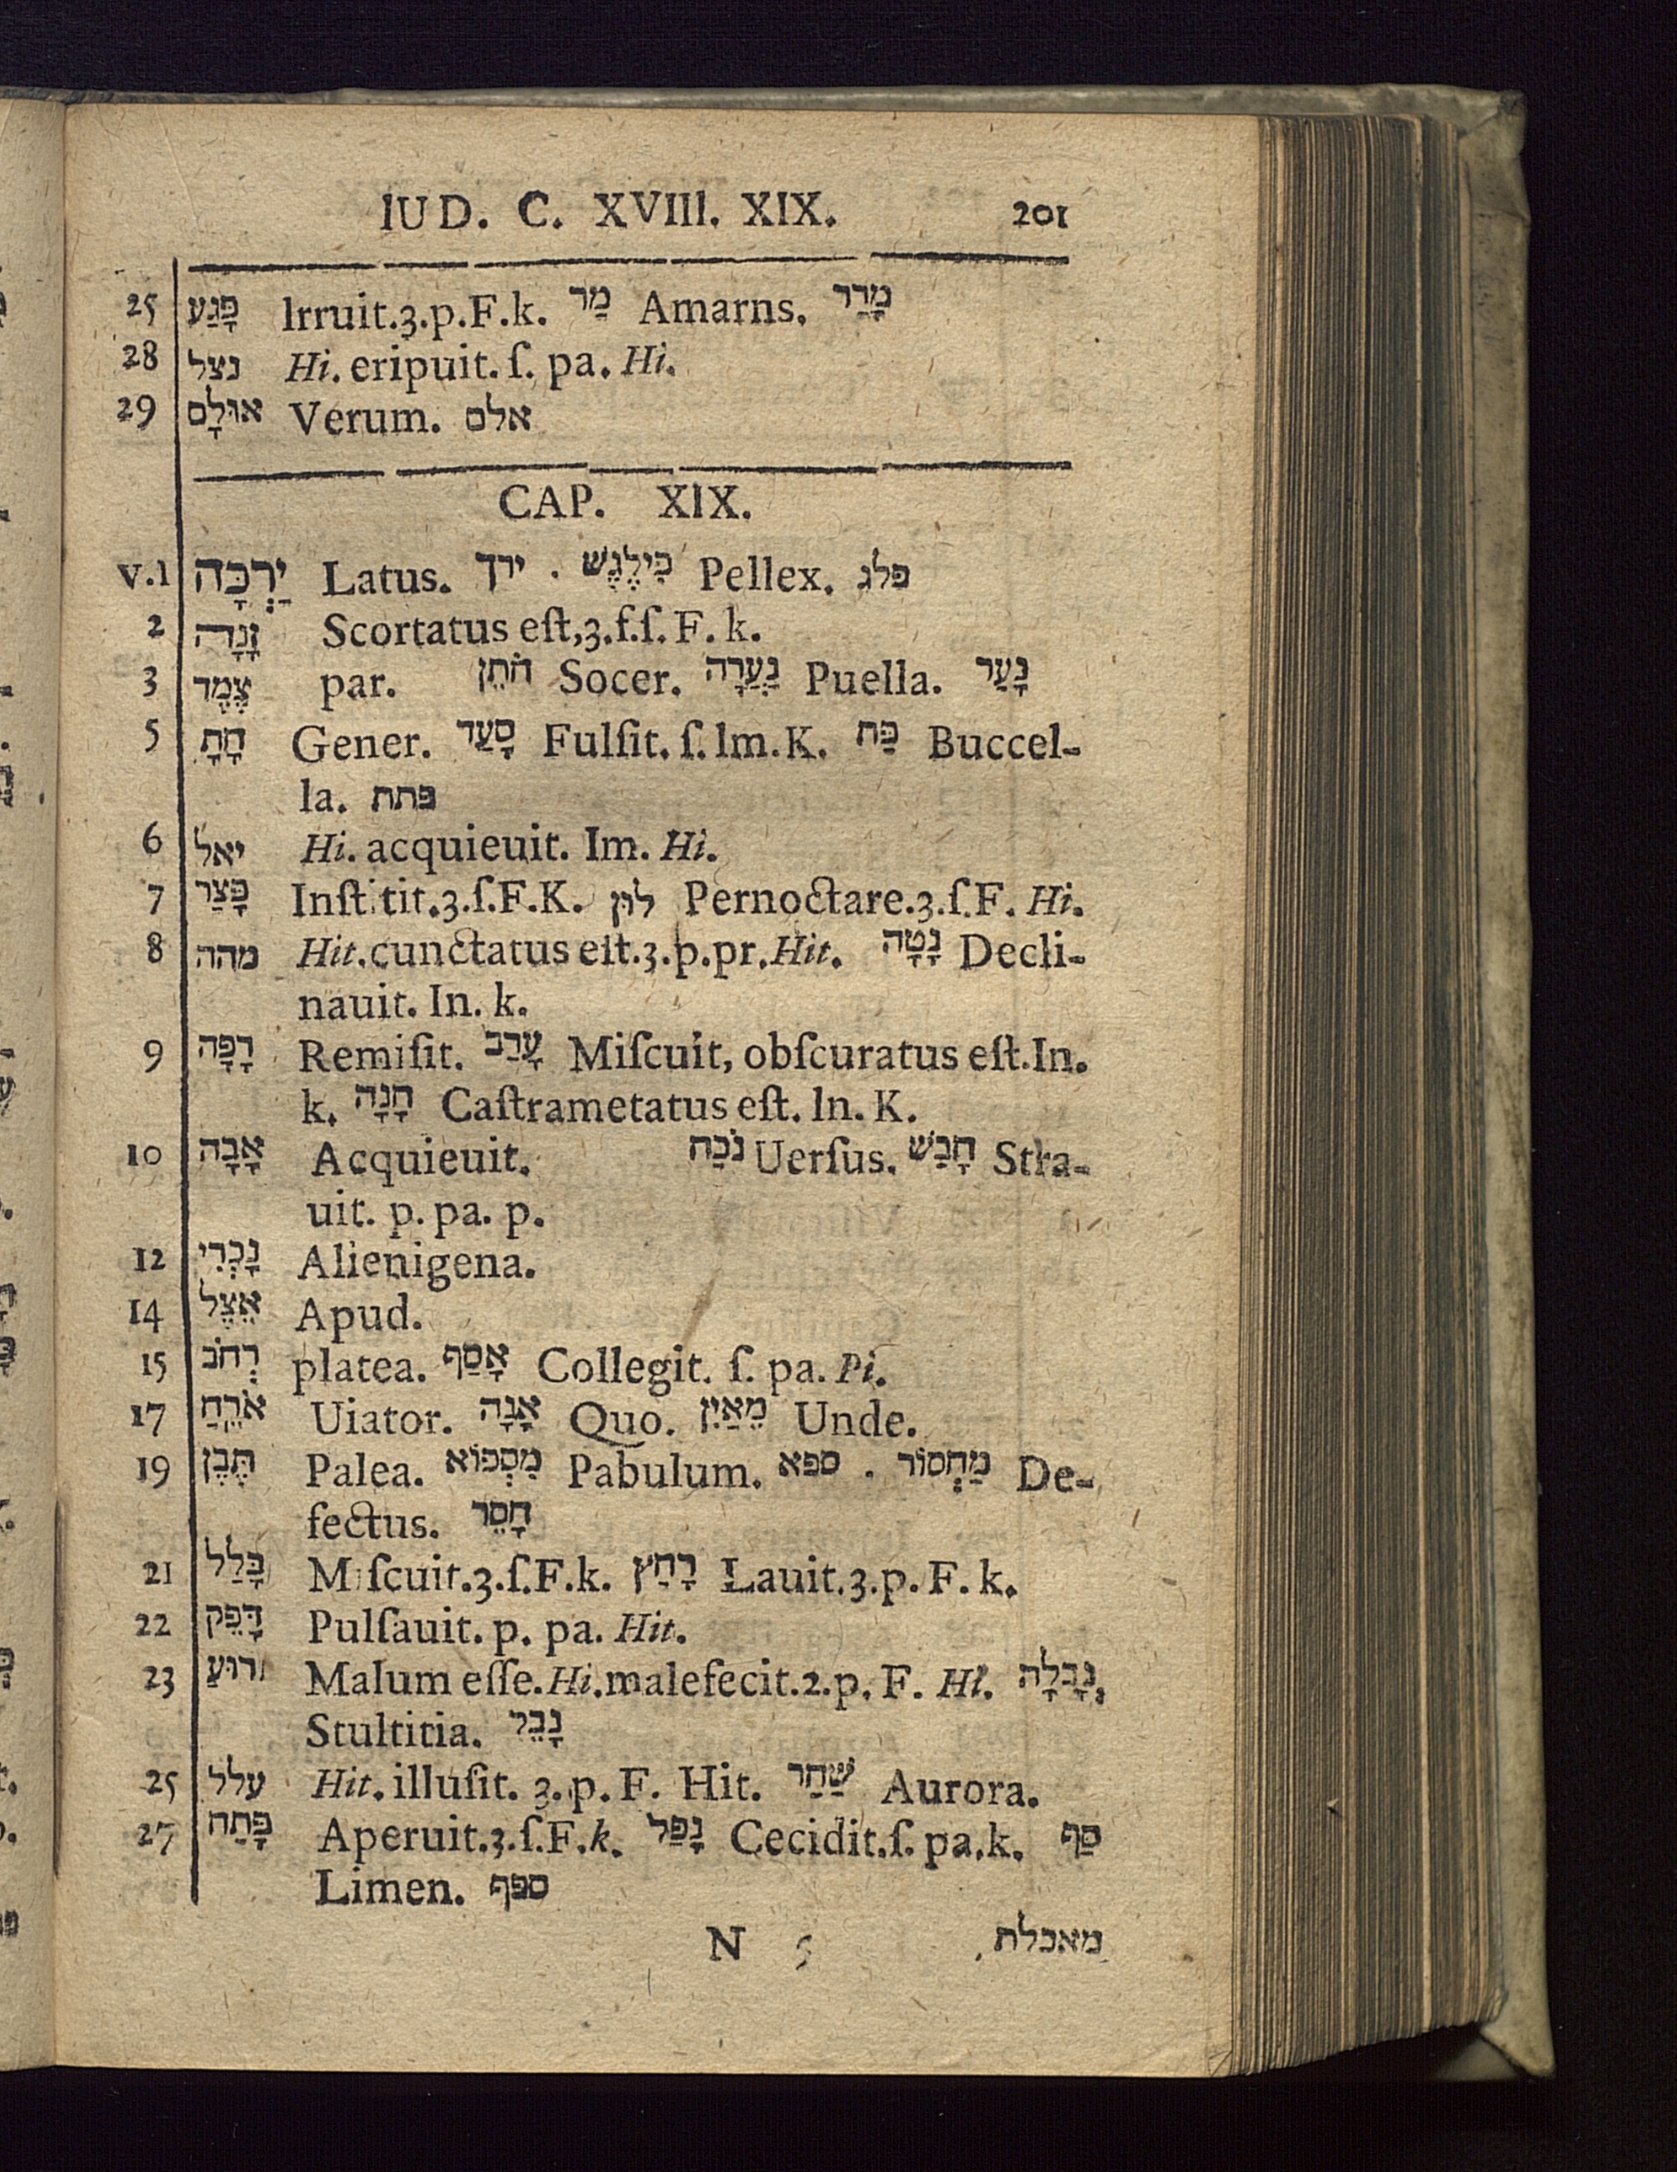 IUD. C. XVIII. XIX. 201
25 פָּגַע Irruit.3.p.F.k. מַר Amarns. מָרַר
28 נצל Hi. eripuit. ſ. pa. Hi.
29 אוּלָם Verum. אלם
CAP. XIX.
v.1 יַרְכָּה Latus. ירך . פִּילֶגֶשׁ Pellex. פלג
2 זָנָה Scortatus eſt,3.f.ſ. F. k.
3 צֶמֶד par. חֹתֵן Socer. נַעֲרָה Puella. נָעַר
5 חָתָ Gener. סָעַד Fulſit. ſ. Im. K. פַּת Buccel-
la. פתת
6 יאל Hi. acquieuit. Im. Hi.
7 פָּצַר Inſtitit.3.ſ.F.K. לוּן Pernoctare.3.ſ.F. Hi.
8 מהה Hit.cunctatus eſt.3.p.pr.Hit. נָטָה Decli-
nauit. In. k.
9 רָפָה Remiſit. עָרַב Miſcuit, obſcuratus eſt.In.
k. חָנָה Caſtrametatus eſt. In. K.
10 אָבָה Acquieuit. נֹכַח Uerſus. חָבַשׁ Stra-
uit. p. pa. p.
12 נָכְרִי Alienigena.
14 אֵצֶל Apud.
15 רְחֹב platea. אָסַף Collegit. ſ. pa. Pi.
17 אֹרֵחַ Uiator. אָנָה Quo. מֵאַיִן Unde.
19 תֶּבֶן Palea. מִסְפּוֹא Pabulum. ספא . מַחְסוֹר De-
fectus. חָסֵר
21 בָּלַל Miſcuit.3.ſ.F.k. רָחַץ Lauit.3.p. F. k.
22 דָּפַק Pulſauit. p. pa. Hit.
23 רוּעַ Malum eſſe.Hi.malefecit.2.p. F. Hi. נְבָלָה
Stultitia. נָבֵל
25 עלל Hit. illuſit. 3. p. F. Hit. שַׁחַר Aurora.
27 פָּתַח Aperuit.3.ſ.F.k. נָפַל Cecidit.ſ. pa.k. סַף
Limen. ספף
N 5 מאכלת